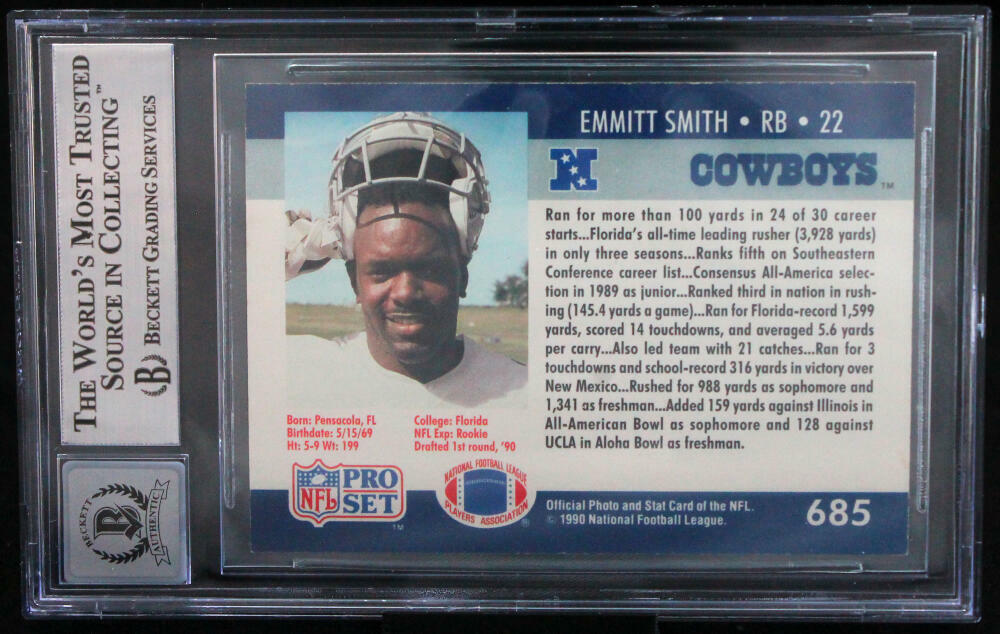 THE WORLD'S MOST TRUSTED
SOURCE IN COLLECTING™
B BECKETT GRADING SERVICES
BECKETT
B
AUTHENTIC
EMMITT SMITH • RB • 22
N
COWBOYS™
Ran for more than 100 yards in 24 of 30 career
starts...Florida's all-time leading rusher (3,928 yards)
in only three seasons...Ranks fifth on Southeastern
Conference career list...Consensus All-America selec-
tion in 1989 as junior...Ranked third in nation in rush-
ing (145.4 yards a game)...Ran for Florida-record 1,599
yards, scored 14 touchdowns, and averaged 5.6 yards
per carry...Also led team with 21 catches...Ran for 3
touchdowns and school-record 316 yards in victory over
New Mexico...Rushed for 988 yards as sophomore and
1,341 as freshman...Added 159 yards against Illinois in
All-American Bowl as sophomore and 128 against
UCLA in Aloha Bowl as freshman.
Born: Pensacola, FL
Birthdate: 5/15/69
Ht: 5-9 Wt: 199
College: Florida
NFL Exp: Rookie
Drafted 1st round, '90
NFL
PRO
SET
™
NATIONAL FOOTBALL LEAGUE
PLAYERS ASSOCIATION
®
Official Photo and Stat Card of the NFL.
© 1990 National Football League.
685